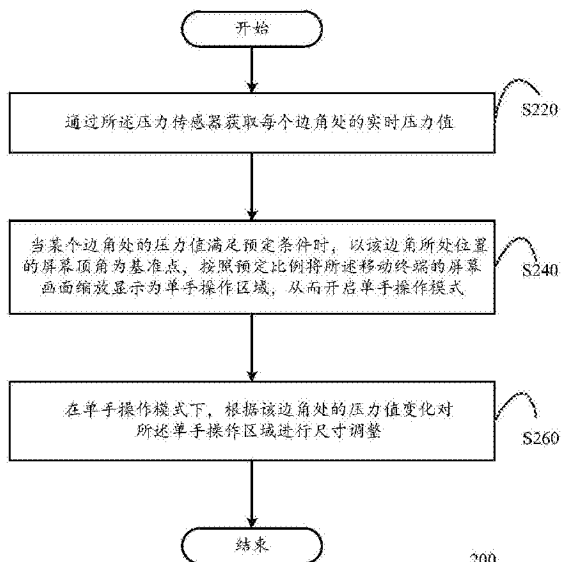 开始
通过所述压力传感器获取每个边角处的实时压力值
S220
当某个边角处的压力值满足预定条件时，以该边角所处位置
的屏幕顶角为基准点，按照预定比例将所述移动终端的屏幕
画面缩放显示为单手操作区域，从而开启单手操作模式
S240
在单手操作模式下，根据该边角处的压力值变化对
所述单手操作区域进行尺寸调整
S260
结束
200